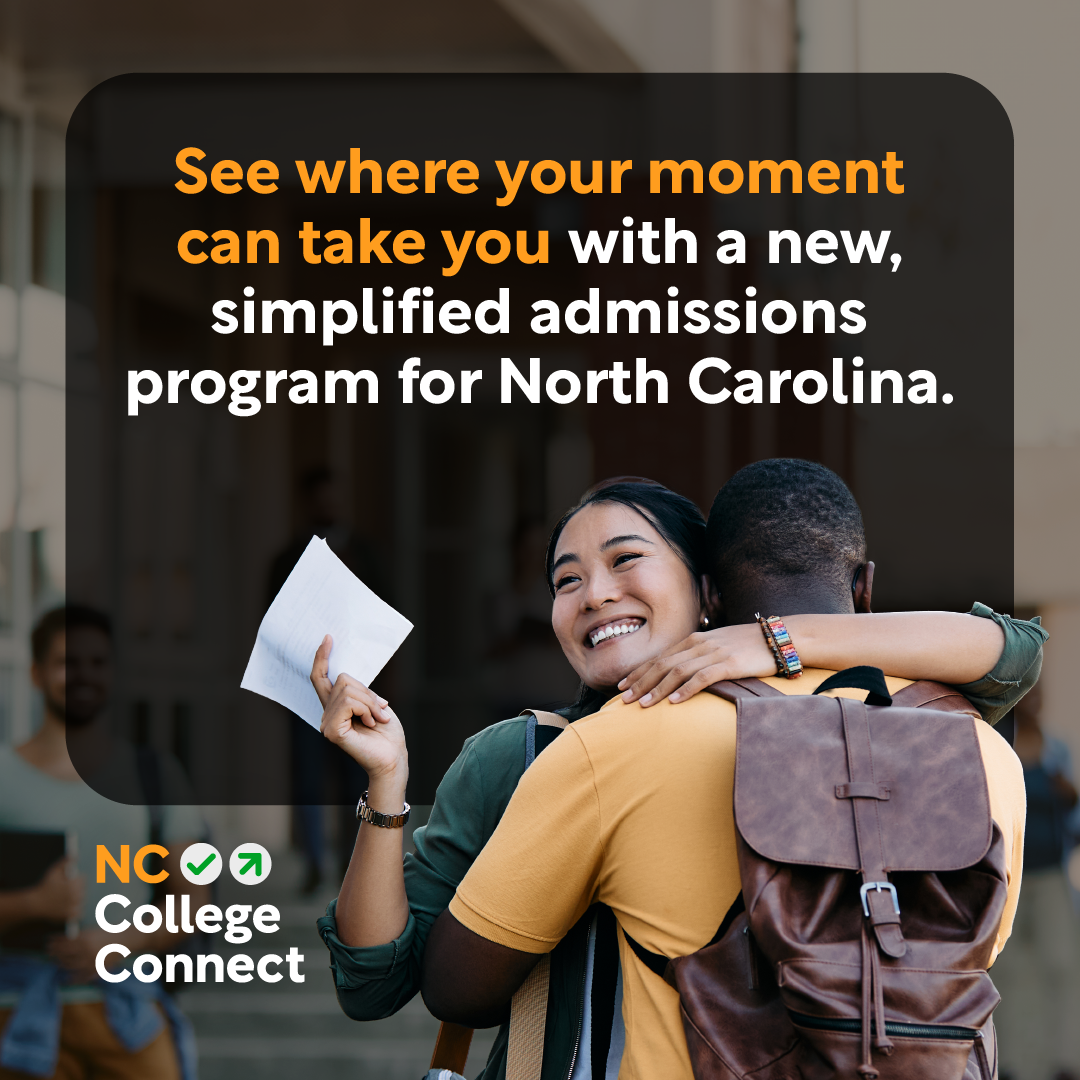 See where your moment
can take you with a new,
simplified admissions
program for North Carolina.
NC
College
Connect